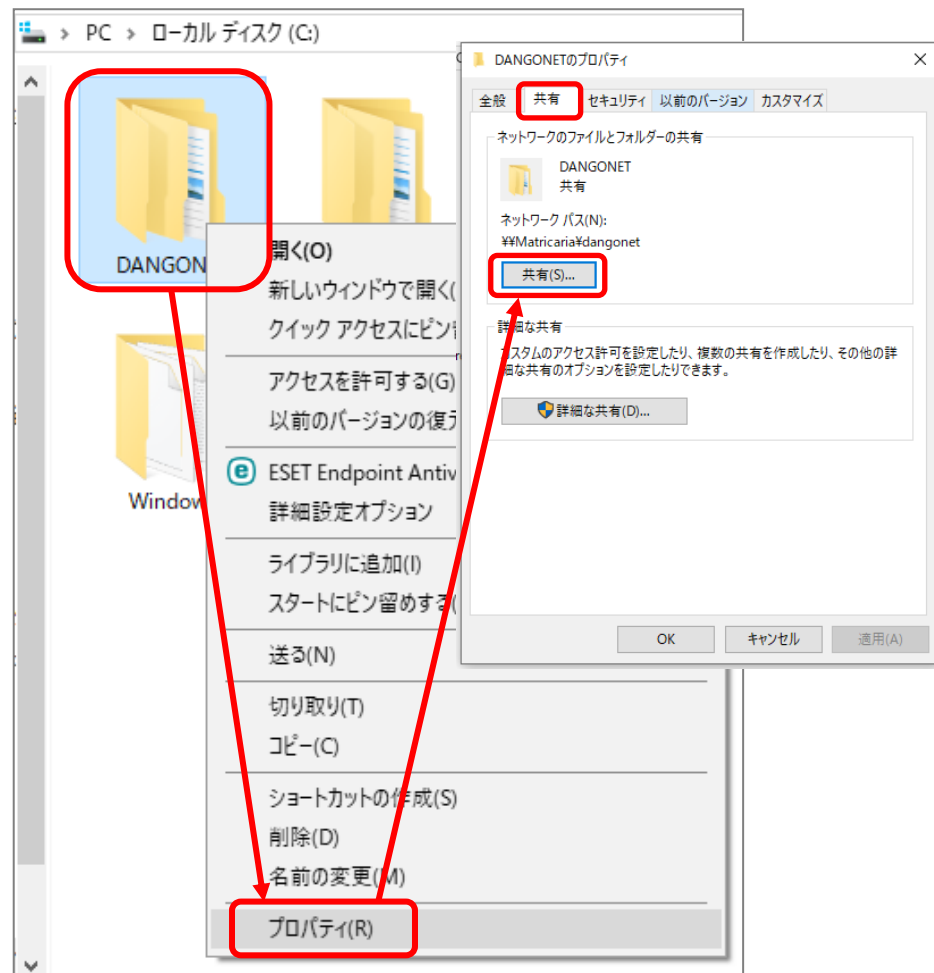 PC › ローカル ディスク (C:)
DANGON
Window
開く(O)
新しいウィンドウで開く(
クイック アクセスにピン
アクセスを許可する(G)
以前のバージョンの復
ESET Endpoint Antiv
詳細設定オプション
ライブラリに追加(I)
スタートにピン留めする(
送る(N)
切り取り(T)
コピー(C)
ショートカットの作成(S)
削除(D)
名前の変更(M)
プロパティ(R)
DANGONETのプロパティ
全般 共有 セキュリティ 以前のバージョン カスタマイズ
ネットワークのファイルとフォルダーの共有
DANGONET
共有
ネットワーク パス(N):
¥¥Matricaria¥dangonet
共有(S)...
詳細な共有
カスタムのアクセス許可を設定したり、複数の共有を作成したり、その他の詳
細な共有のオプションを設定したりできます。
詳細な共有(D)...
OK キャンセル 適用(A)